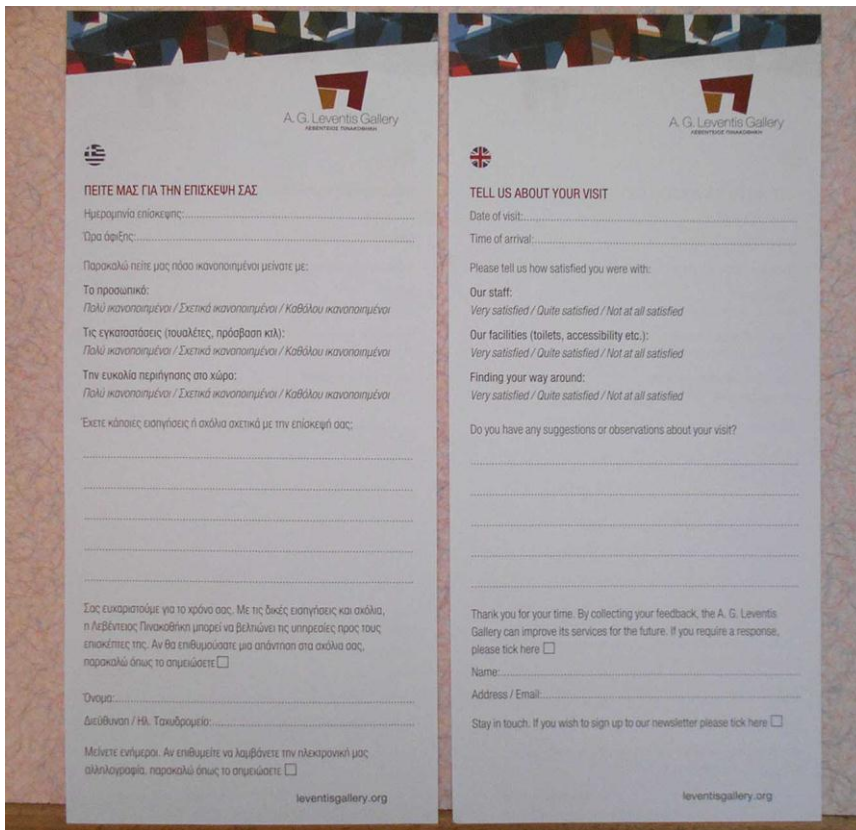 A. G. Leventis Gallery
ΛΕΒΕΝΤΕΙΟΣ ΠΙΝΑΚΟΘΗΚΗ
ΠΕΙΤΕ ΜΑΣ ΓΙΑ ΤΗΝ ΕΠΙΣΚΕΨΗ ΣΑΣ
Ημερομηνία επίσκεψης:
Ώρα άφιξης:
Παρακαλώ πείτε μας πόσο ικανοποιημένοι μείνατε με:
Το προσωπικό:
Πολύ ικανοποιημένοι / Σχετικά ικανοποιημένοι / Καθόλου ικανοποιημένοι
Τις εγκαταστάσεις (τουαλέτες, πρόσβαση κτλ):
Πολύ ικανοποιημένοι / Σχετικά ικανοποιημένοι / Καθόλου ικανοποιημένοι
Την ευκολία περιήγησης στο χώρο:
Πολύ ικανοποιημένοι / Σχετικά ικανοποιημένοι / Καθόλου ικανοποιημένοι
Έχετε κάποιες εισηγήσεις ή σχόλια σχετικά με την επίσκεψή σας;
Σας ευχαριστούμε για το χρόνο σας. Με τις δικές εισηγήσεις και σχόλια,
η Λεβέντειος Πινακοθήκη μπορεί να βελτιώνει τις υπηρεσίες προς τους
επισκέπτες της. Αν θα επιθυμούσατε μια απάντηση στα σχόλια σας,
παρακαλώ όπως το σημειώσετε
Όνομα:
Διεύθυνση / Ηλ. Ταχυδρομείο:
Μείνετε ενήμεροι. Αν επιθυμείτε να λαμβάνετε την ηλεκτρονική μας
αλληλογραφία, παρακαλώ όπως το σημειώσετε
leventisgallery.org
A. G. Leventis Gallery
ΛΕΒΕΝΤΕΙΟΣ ΠΙΝΑΚΟΘΗΚΗ
TELL US ABOUT YOUR VISIT
Date of visit:
Time of arrival:
Please tell us how satisfied you were with:
Our staff:
Very satisfied / Quite satisfied / Not at all satisfied
Our facilities (toilets, accessibility etc.):
Very satisfied / Quite satisfied / Not at all satisfied
Finding your way around:
Very satisfied / Quite satisfied / Not at all satisfied
Do you have any suggestions or observations about your visit?
Thank you for your time. By collecting your feedback, the A. G. Leventis
Gallery can improve its services for the future. If you require a response,
please tick here
Name:
Address / Email:
Stay in touch. If you wish to sign up to our newsletter please tick here
leventisgallery.org